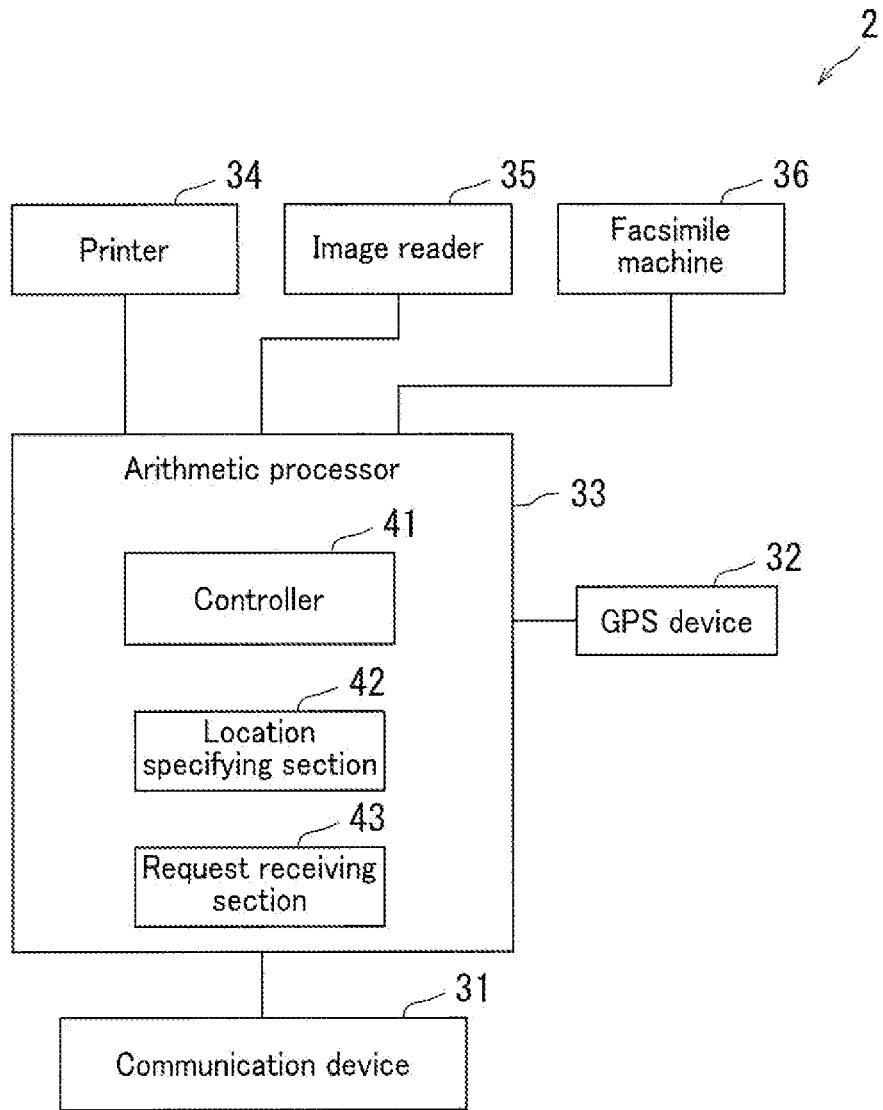 2
34
35
36
Printer
Image reader
Facsimile
machine
Arithmetic processor
33
41
Controller
32
GPS device
42
Location
specifying section
43
Request receiving
section
31
Communication device